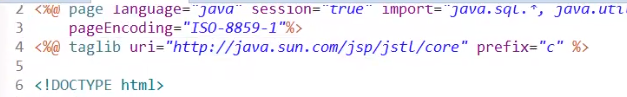 2 <%@ page language="java" session="true" import="java.sql.*, java.uti
3 pageEncoding="ISO-8859-1"%>
4 <%@ taglib uri="http://java.sun.com/jsp/jstl/core" prefix="c" %>
5
6 <!DOCTYPE html>